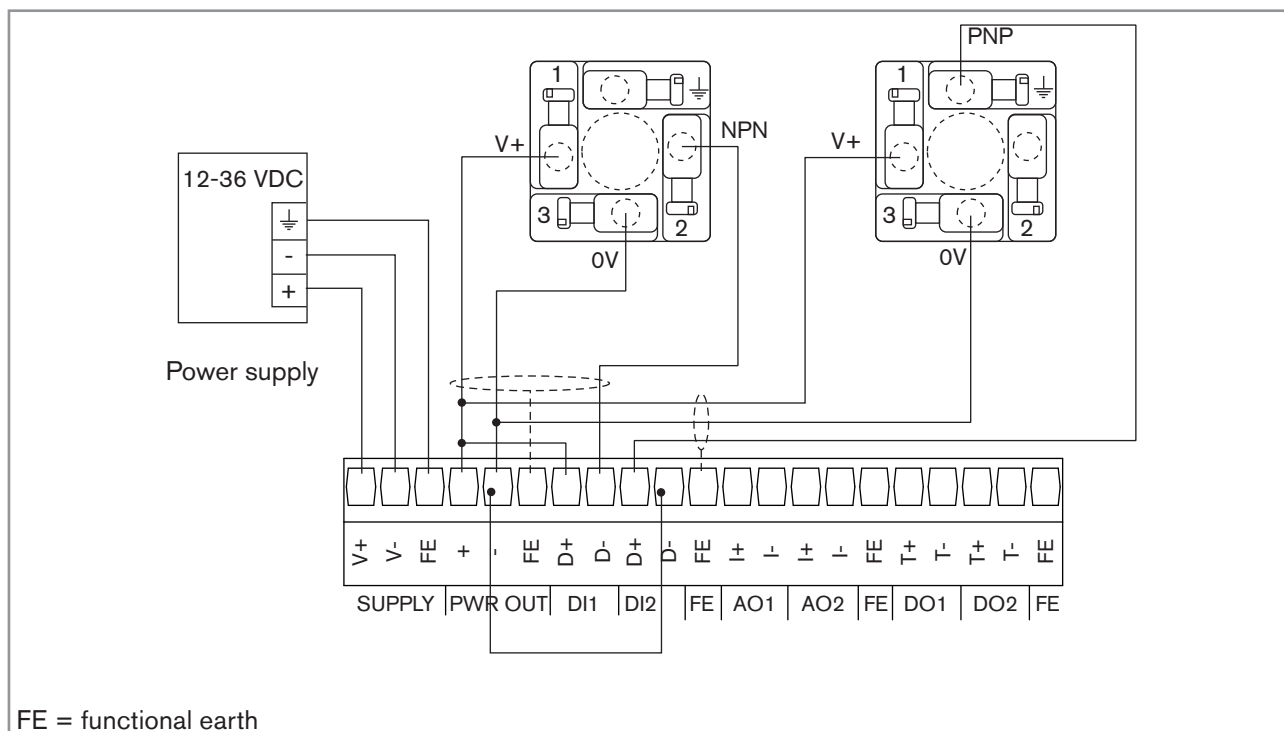 PNP
1
1
NPN
V+
V+
12-36 VDC
3
2
3
2
-
0V
0V
+
Power supply
V+ V- FE + - FE D+ D- D+ D- FE I+ I- I+ I- FE T+ T- T+ T- FE
SUPPLY PWR OUT DI1 DI2 FE AO1 AO2 FE DO1 DO2 FE
FE = functional earth